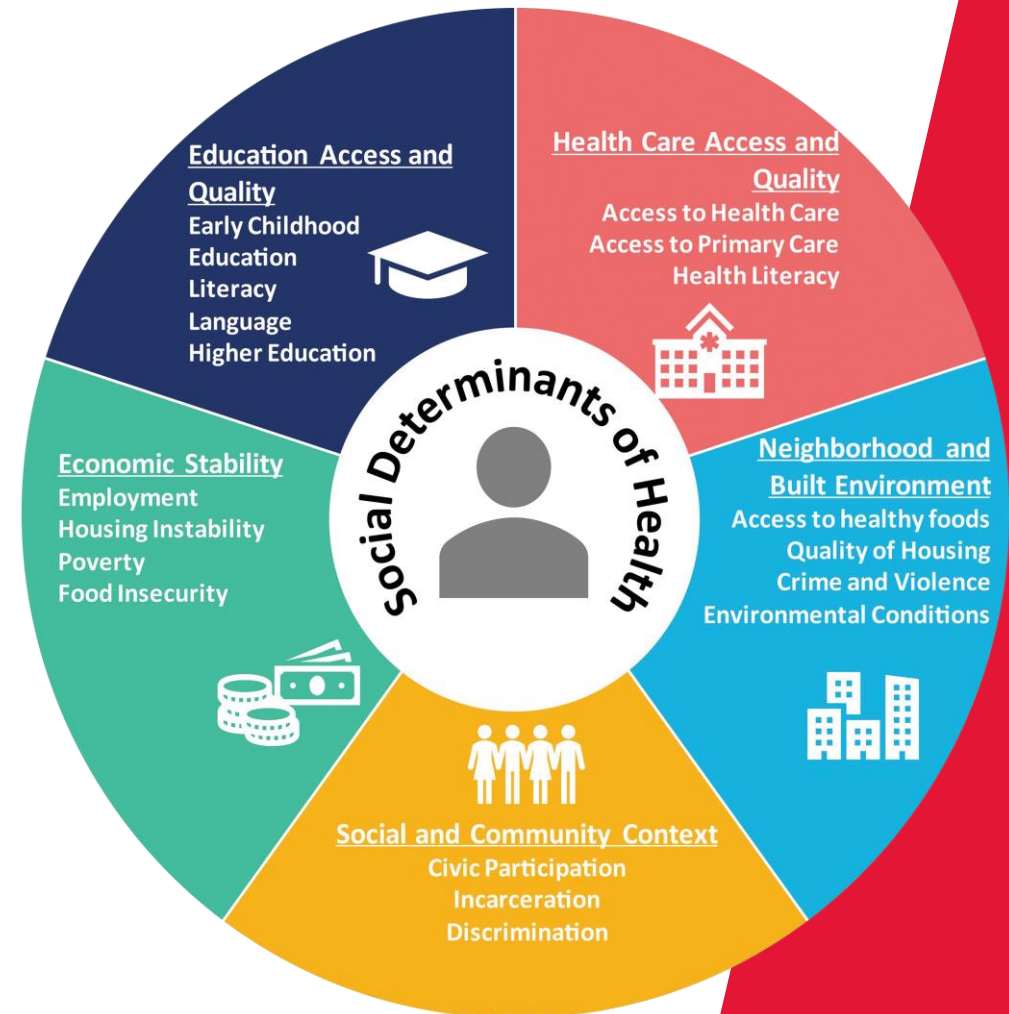 Education Access and
Quality
Early Childhood
Education
Literacy
Language
Higher Education
Health Care Access and
Quality
Access to Health Care
Access to Primary Care
Health Literacy
Social Determinants of Health
Economic Stability
Employment
Housing Instability
Poverty
Food Insecurity
Neighborhood and
Built Environment
Access to healthy foods
Quality of Housing
Crime and Violence
Environmental Conditions
Social and Community Context
Civic Participation
Incarceration
Discrimination